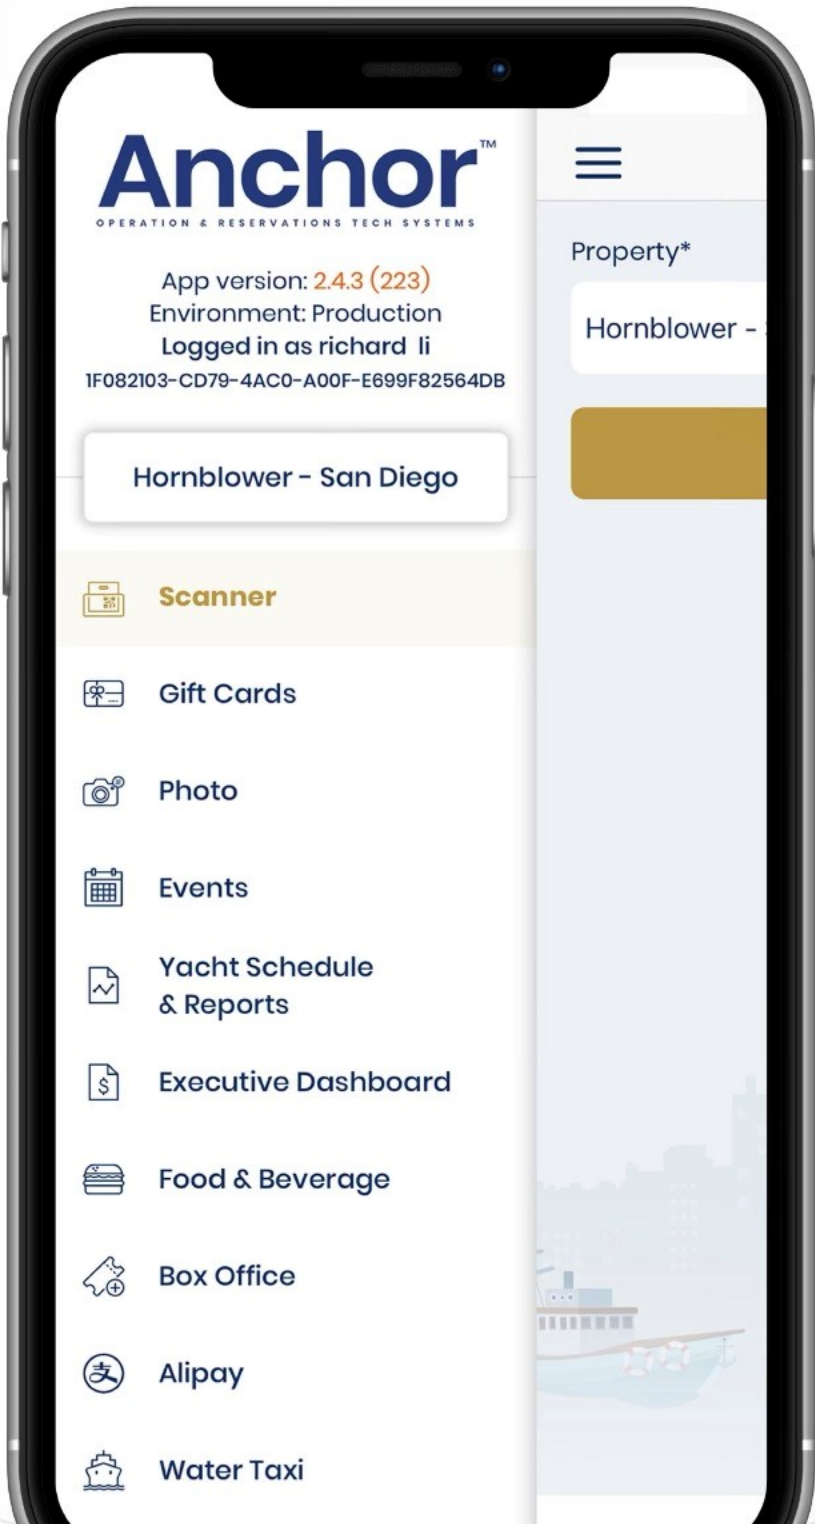 Anchor™
OPERATION & RESERVATIONS TECH SYSTEMS
App version: 2.4.3 (223)
Environment: Production
Logged in as richard li
1F082103-CD79-4AC0-A00F-E699F82564DB
Hornblower - San Diego
Scanner
Gift Cards
Photo
Events
Yacht Schedule
& Reports
Executive Dashboard
Food & Beverage
Box Office
Alipay
Water Taxi
Property*
Hornblower -